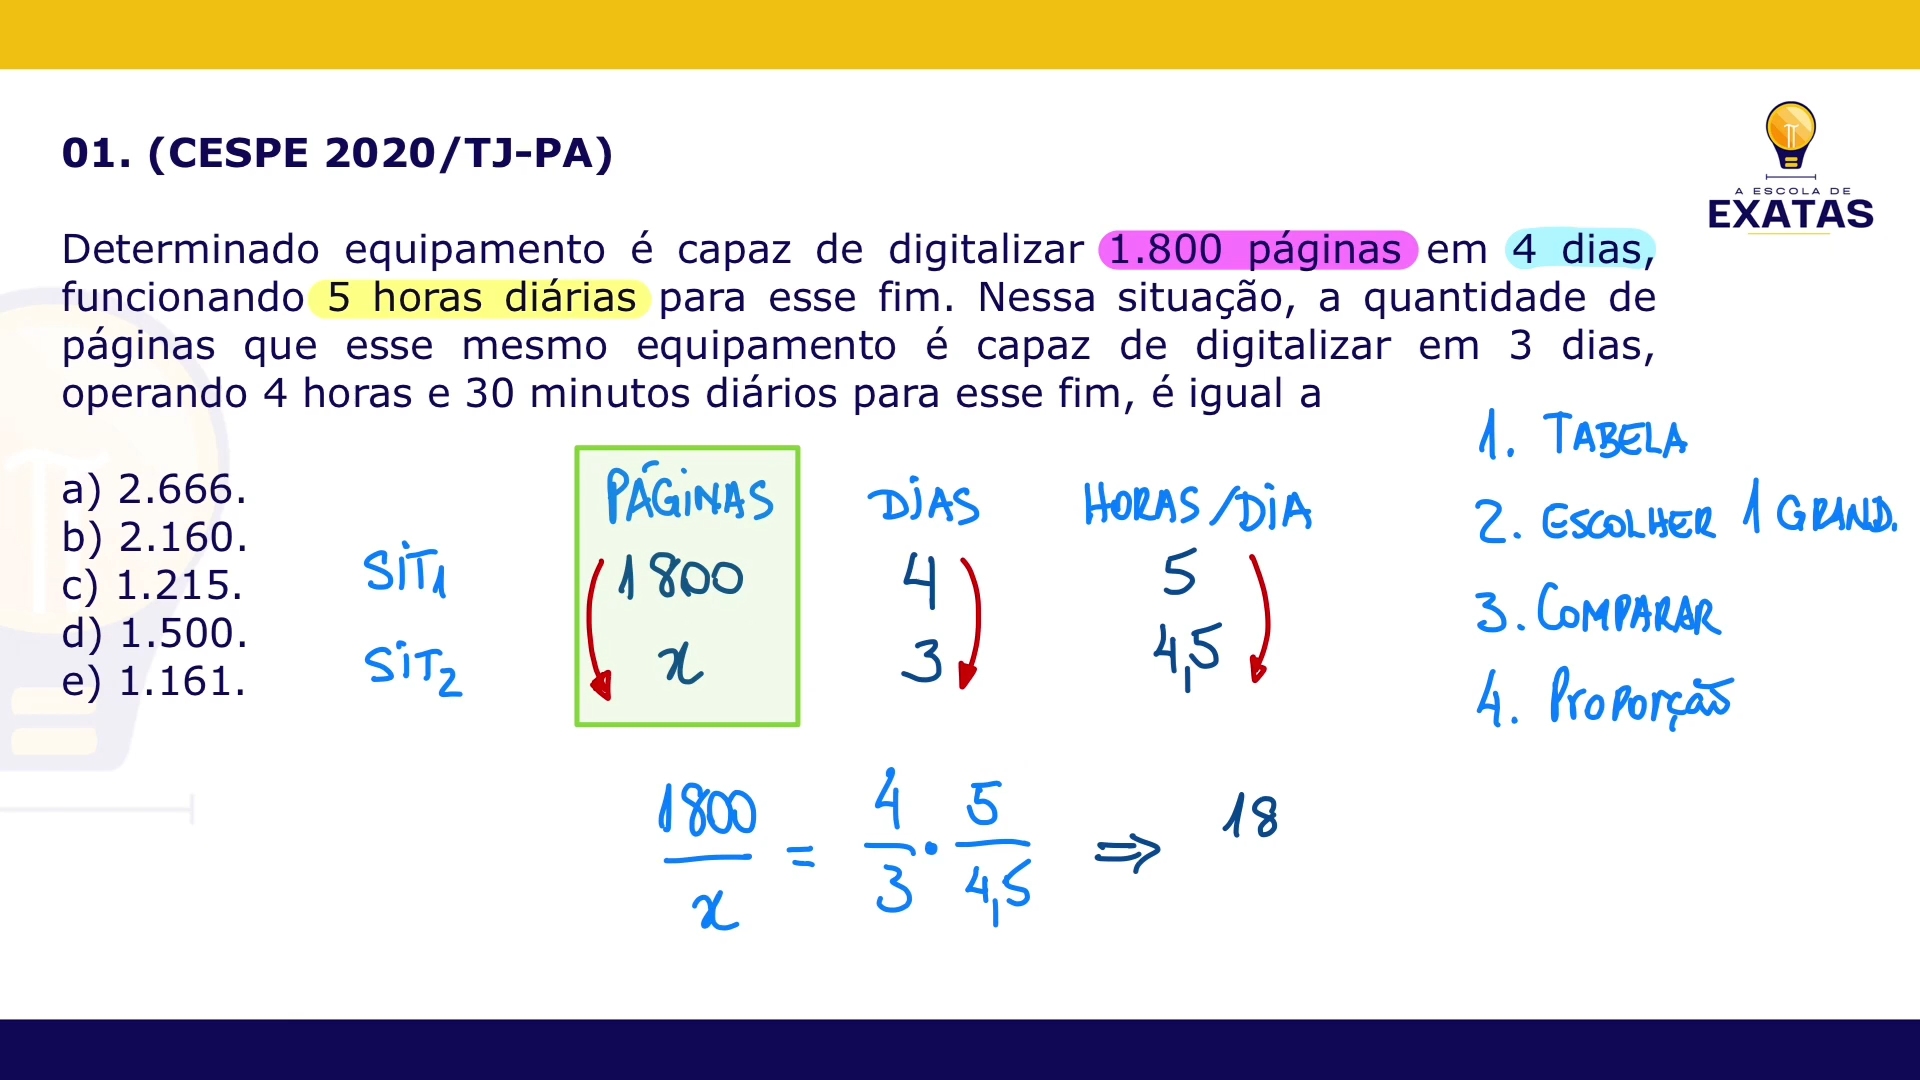 01. (CESPE 2020/TJ-PA)
A ESCOLA DE
EXATAS
Determinado equipamento é capaz de digitalizar 1.800 páginas em 4 dias,
funcionando 5 horas diárias para esse fim. Nessa situação, a quantidade de
páginas que esse mesmo equipamento é capaz de digitalizar em 3 dias,
operando 4 horas e 30 minutos diários para esse fim, é igual a
a) 2.666.
b) 2.160.
c) 1.215.
d) 1.500.
e) 1.161.
PÁGINAS DIAS HORAS/DIA
SIT1 1800 4 5
SIT2 x 3 4,5
1. TABELA
2. ESCOLHER 1 GRAND.
3. COMPARAR
4. PROPORÇÃO
1800/x = 4/3 · 5/4,5 ⇒ 18